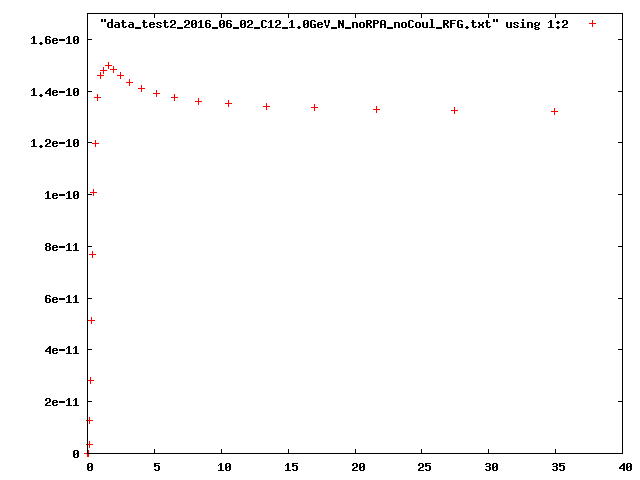 "data_test2_2016_06_02_C12_1.0GeV_N_noRPA_noCoul_RFG.txt" using 1:2
1.6e-10
1.4e-10
1.2e-10
1e-10
8e-11
6e-11
4e-11
2e-11
0
0 5 10 15 20 25 30 35 40